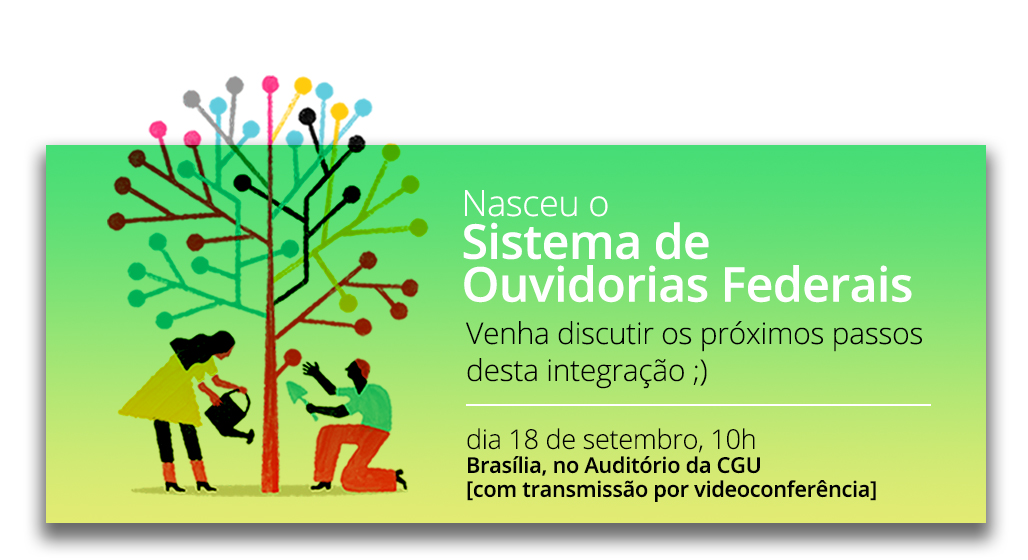 Nasceu o
Sistema de
Ouvidorias Federais
Venha discutir os próximos passos
desta integração ;)
dia 18 de setembro, 10h
Brasília, no Auditório da CGU
[com transmissão por videoconferência]